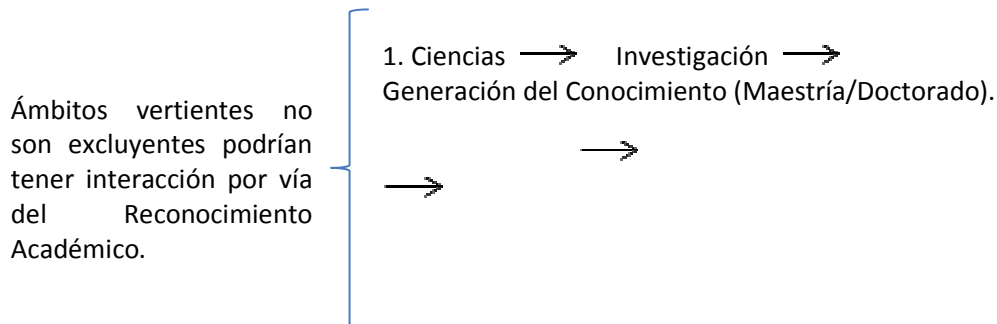 1. Ciencias → Investigación →
Generación del Conocimiento (Maestría/Doctorado).
Ámbitos vertientes no
son excluyentes podrían
tener interacción por vía
del Reconocimiento
Académico.
→
→